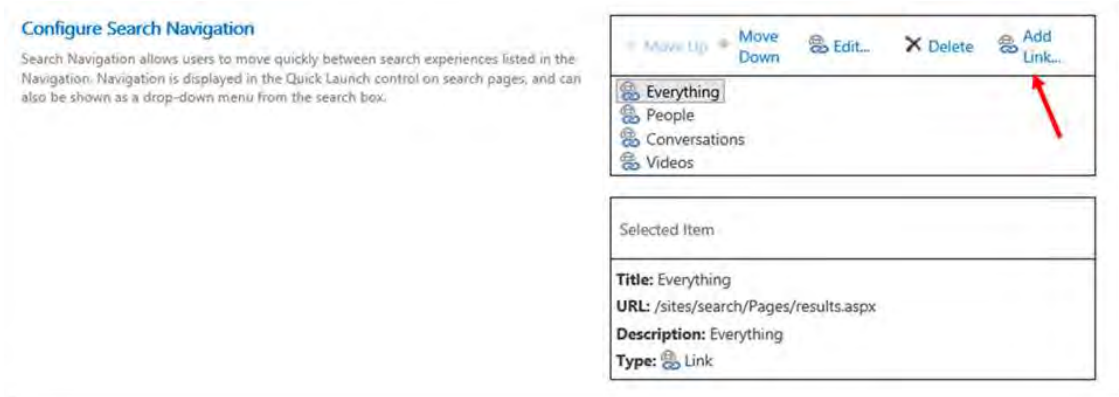 Configure Search Navigation
Search Navigation allows users to move quickly between search experiences listed in the
Navigation. Navigation is displayed in the Quick Launch control on search pages, and can
also be shown as a drop-down menu from the search box.
Move Up Move Down Edit... Delete Add Link...
Everything
People
Conversations
Videos
Selected Item
Title: Everything
URL: /sites/search/Pages/results.aspx
Description: Everything
Type: Link